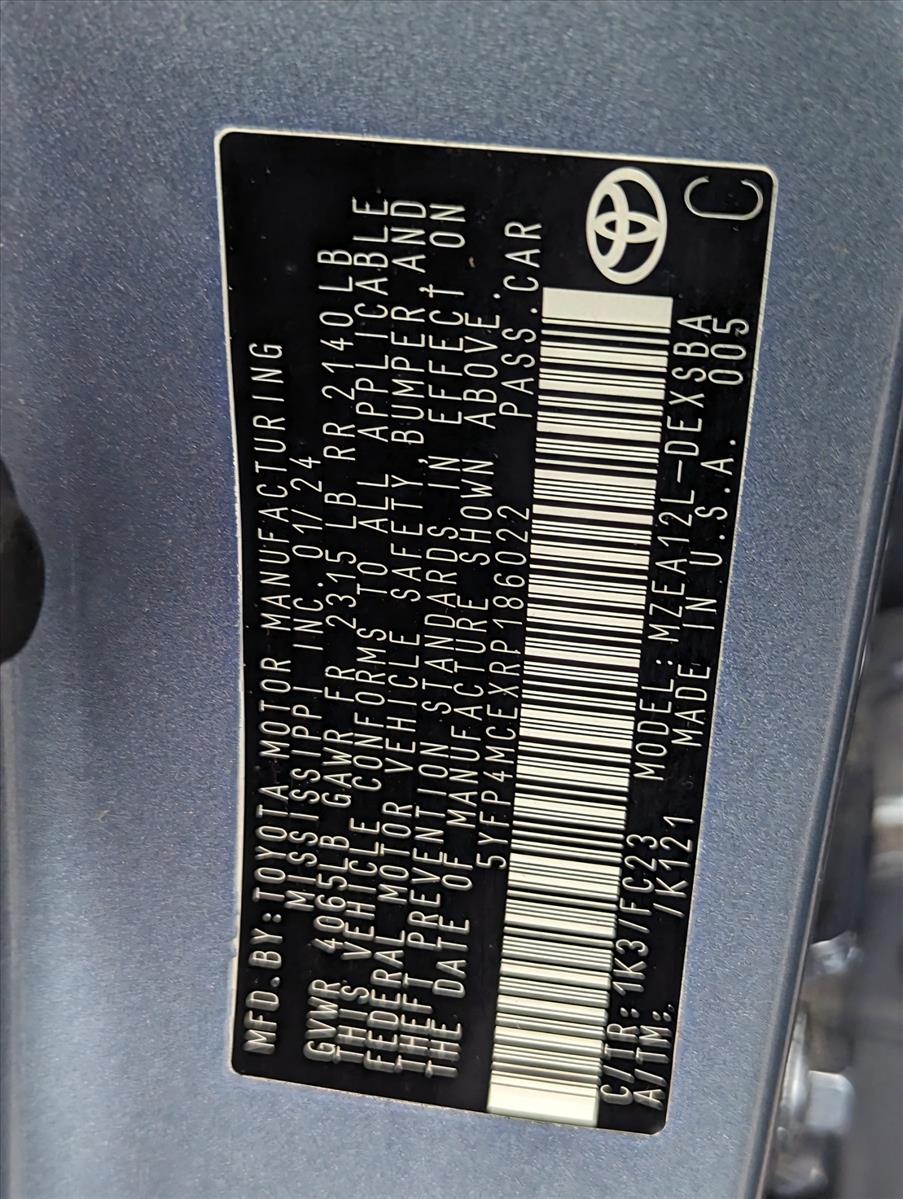 MFD.BY:TOYOTA MOTOR MANUFACTURING
MISSISSIPPI INC. 01/24
GVWR 4065LB GAWR FR 2315 LB RR 2140LB
THIS VEHICLE CONFORMS TO ALL APPLICABLE
FEDERAL MOTOR VEHICLE SAFETY,BUMPER,AND
THEFT PREVENTION STANDARDS IN EFFECT ON
THE DATE OF MANUFACTURE SHOWN ABOVE.
5YFP4MCEXRP186022 PASS.CAR
C/TR: 1K3/FC23 MODEL:MZEA12L-DEXSBA
A/TM: /K121 MADE IN U.S.A. 005
C